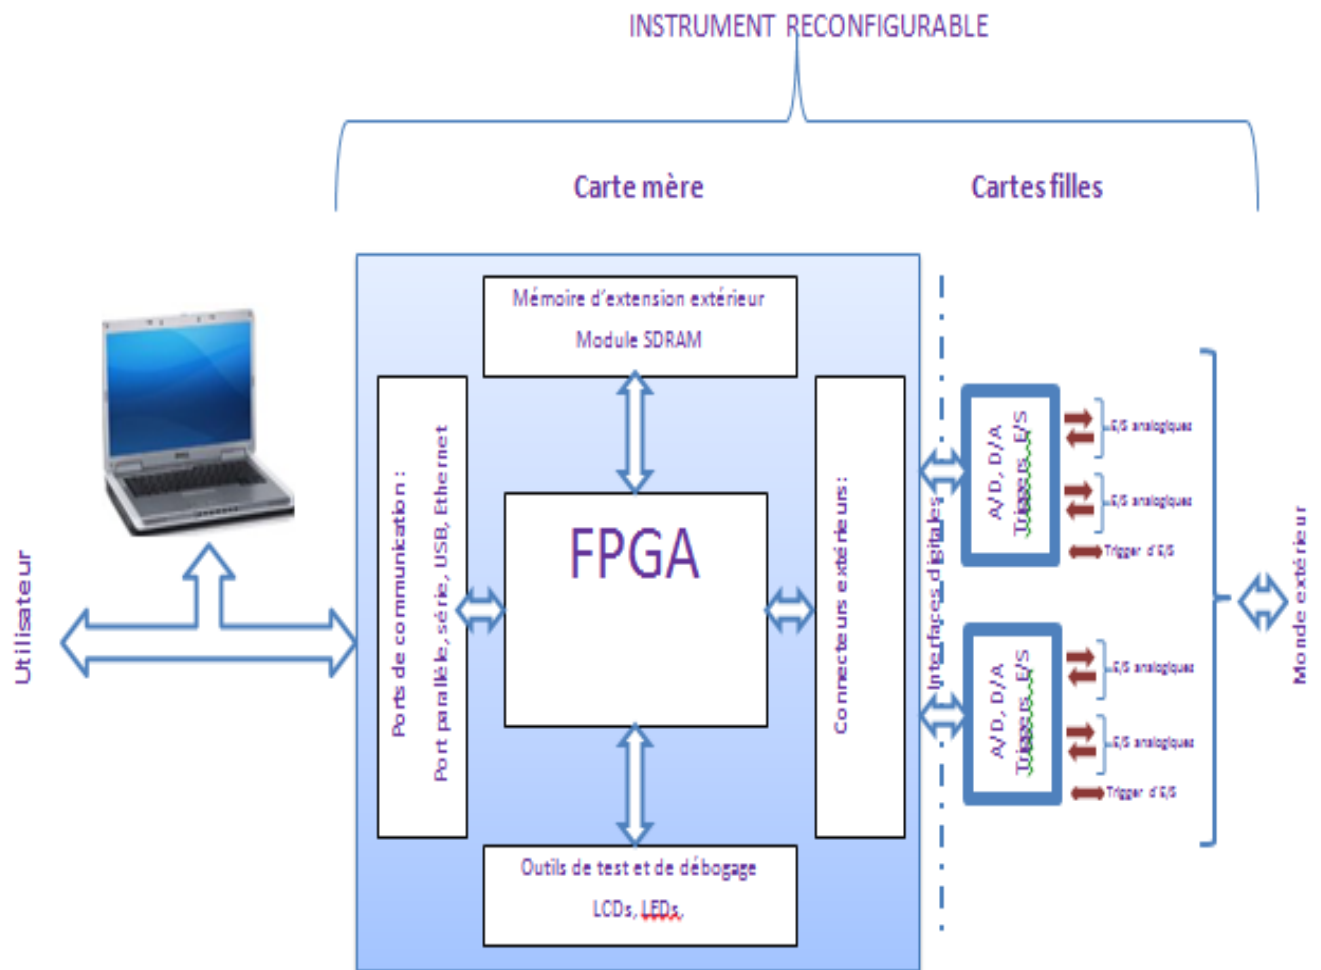 INSTRUMENT RECONFIGURABLE
Carte mère
Cartes filles
Mémoire d'extension extérieur
Module SDRAM
Utilisateur
Ports de communication :
Port parallèle, série, USB, Ethernet
FPGA
Connecteurs extérieurs :
Interfaces digitales
A/D, D/A
Triggers E/S
E/S analogiques
E/S analogiques
Trigger d'E/S
A/D, D/A
Triggers E/S
E/S analogiques
E/S analogiques
Trigger d'E/S
Monde extérieur
Outils de test et de débogage
LCDs, LEDs,